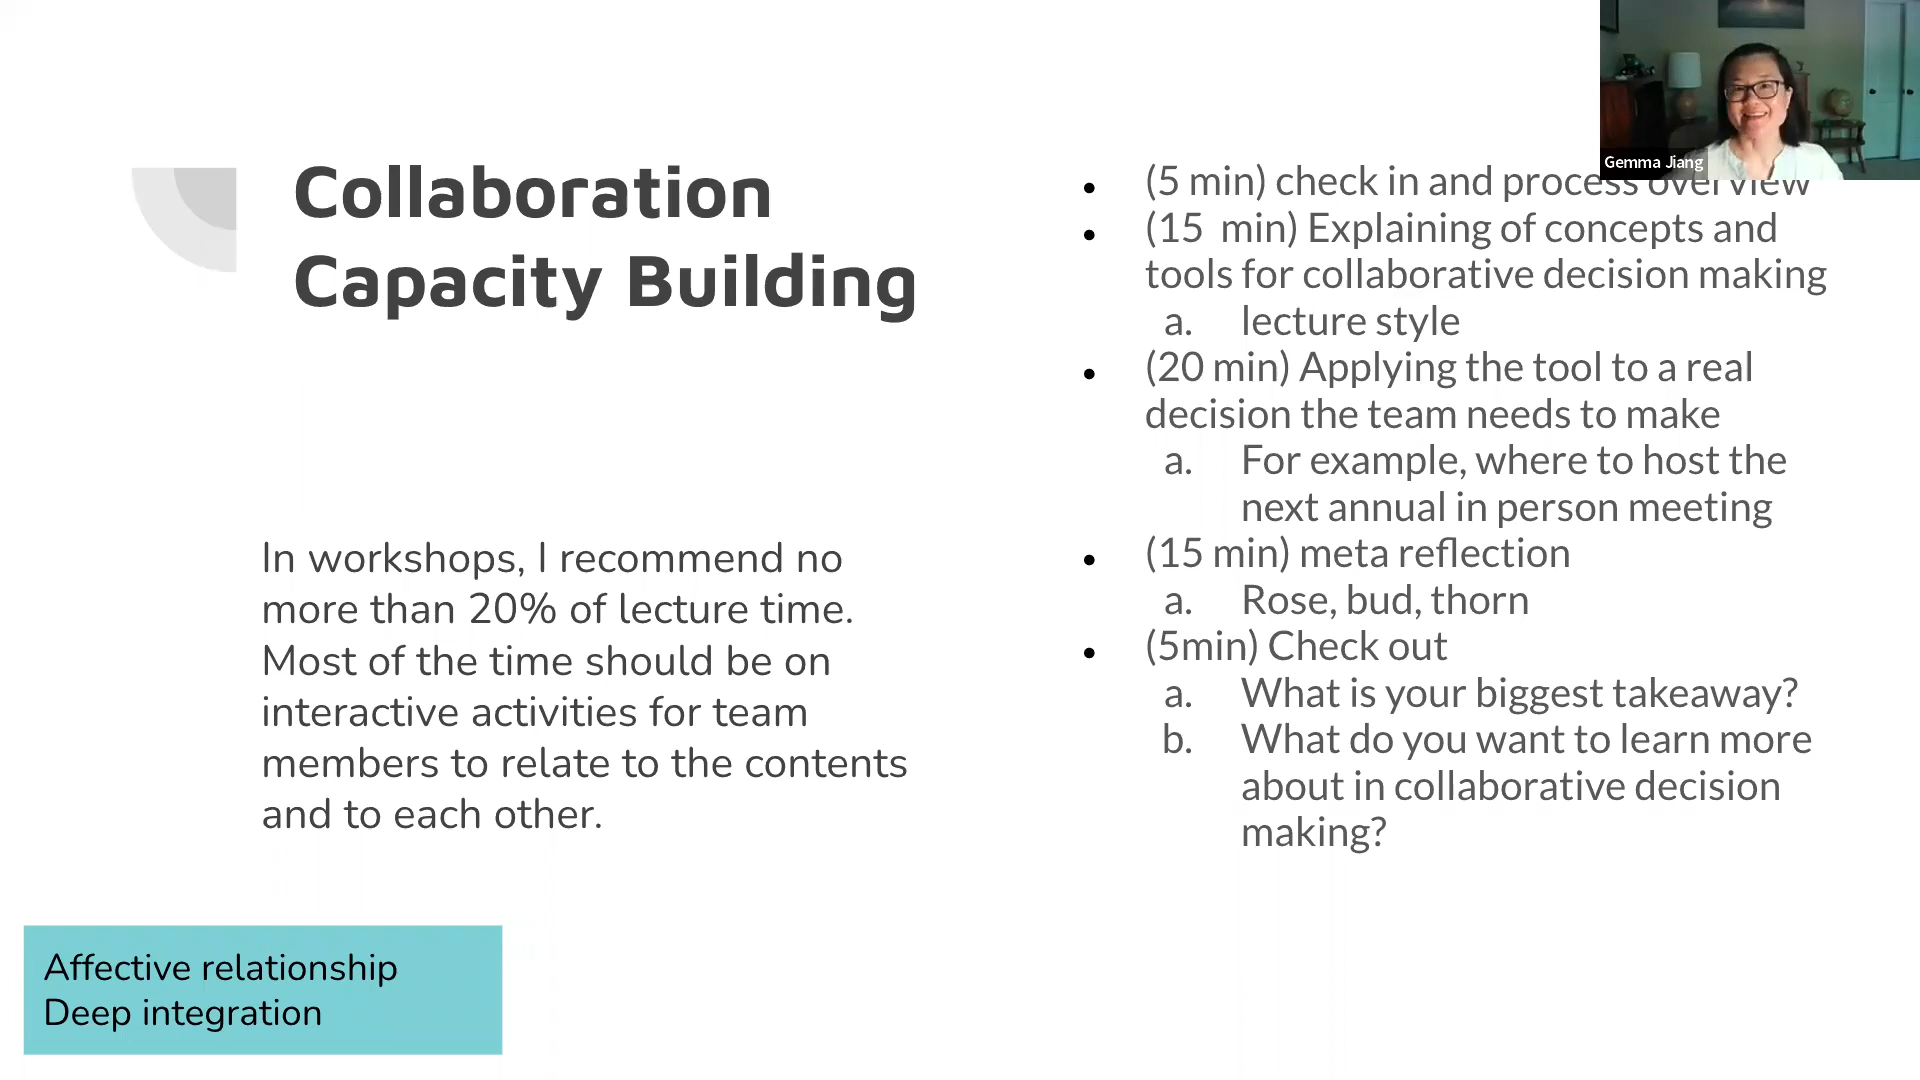 Collaboration
Capacity Building
In workshops, I recommend no
more than 20% of lecture time.
Most of the time should be on
interactive activities for team
members to relate to the contents
and to each other.
Affective relationship
Deep integration
• (5 min) check in and process overview
• (15  min) Explaining of concepts and
tools for collaborative decision making
a. lecture style
• (20 min) Applying the tool to a real
decision the team needs to make
a. For example, where to host the
next annual in person meeting
• (15 min) meta reflection
a. Rose, bud, thorn
• (5min) Check out
a. What is your biggest takeaway?
b. What do you want to learn more
about in collaborative decision
making?
Gemma Jiang